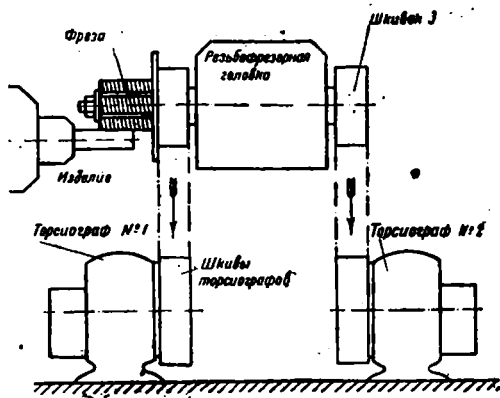 Фреза
Шкивок 3
Резьбофрезерная
головка
Изделие
Торсиограф №1
Торсиограф №2
Шкивы
торсиографов